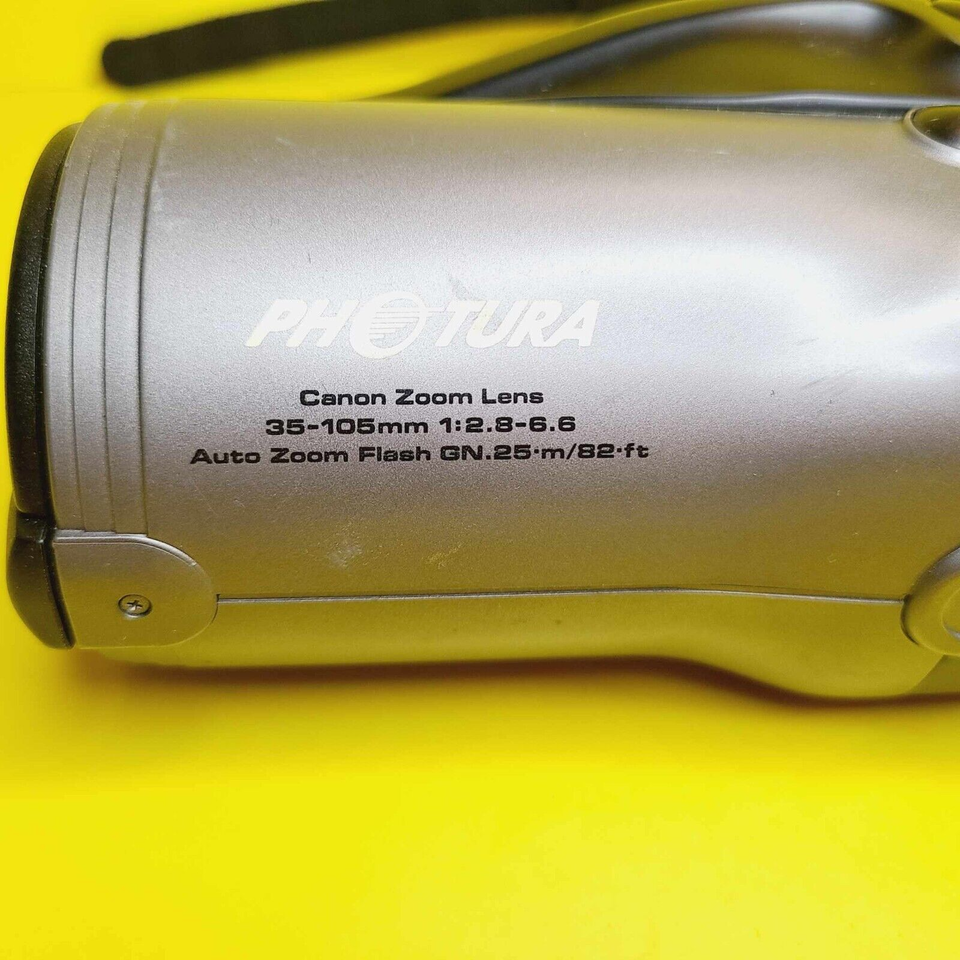 PHOTURA
Canon Zoom Lens
35-105mm 1:2.8-6.6
Auto Zoom Flash GN.25·m/82·ft